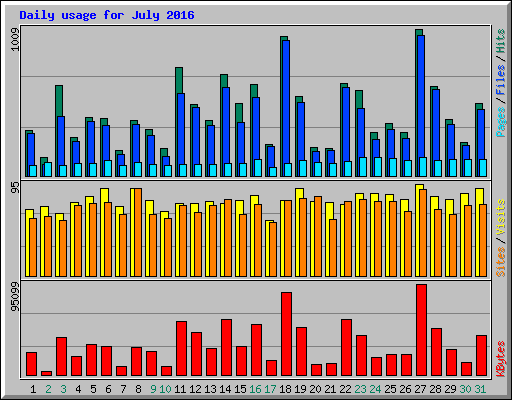 Daily usage for July 2016
1009
Pages / Files / Hits
95
Sites / Visits
95099
KBytes
1 2 3 4 5 6 7 8 9 10 11 12 13 14 15 16 17 18 19 20 21 22 23 24 25 26 27 28 29 30 31